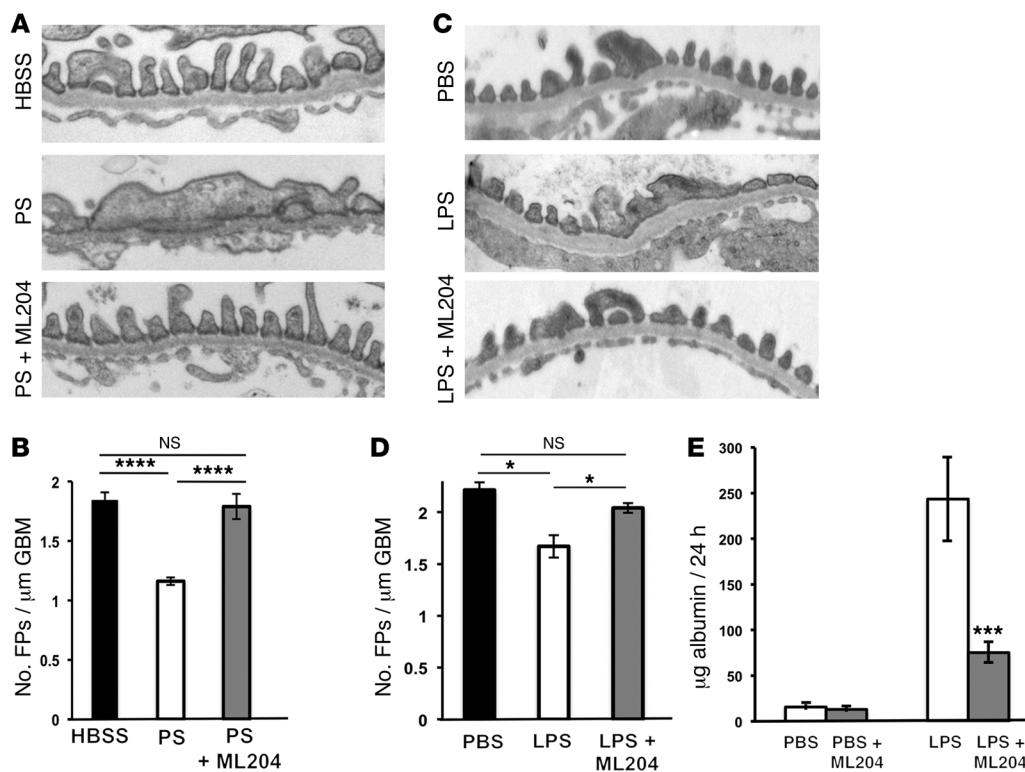 A
HBSS
PS
PS + ML204
C
PBS
LPS
LPS + ML204
B
NS
**** ****
No. FPs / μm GBM
2
1.5
1
0.5
0
HBSS PS PS + ML204
D
NS
* *
No. FPs / μm GBM
2
1.5
1
0.5
0
PBS LPS LPS + ML204
E
μg albumin / 24 h
300
250
200
150
100
50
0
***
PBS PBS + ML204 LPS LPS + ML204